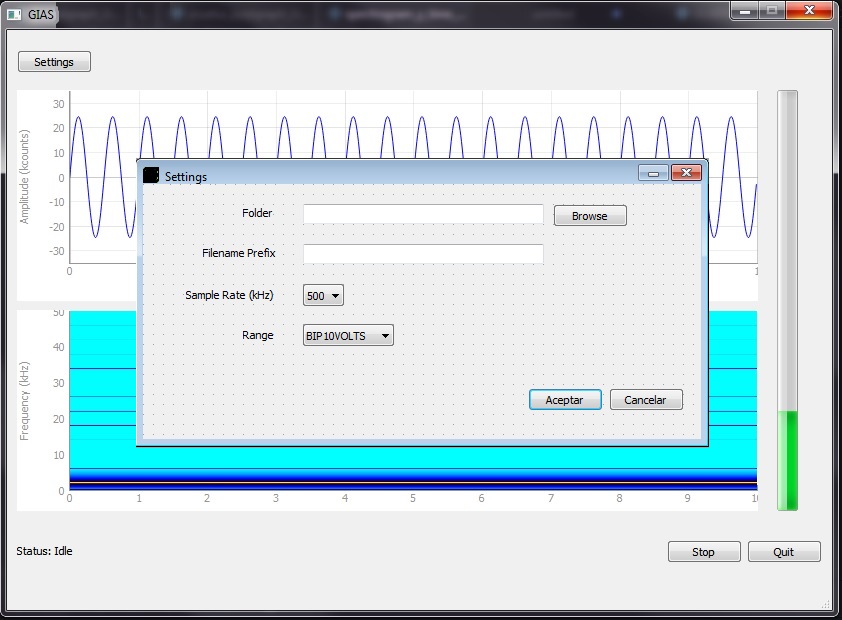 GIAS
Settings
Amplitude (kcounts)
30
20
10
0
-10
-20
-30
0
1
Settings
Folder
Browse
Filename Prefix
Sample Rate (kHz)
500
Range
BIP10VOLTS
Aceptar
Cancelar
Frequency (kHz)
50
40
30
20
10
0
0 1 2 3 4 5 6 7 8 9 10
Status: Idle
Stop
Quit